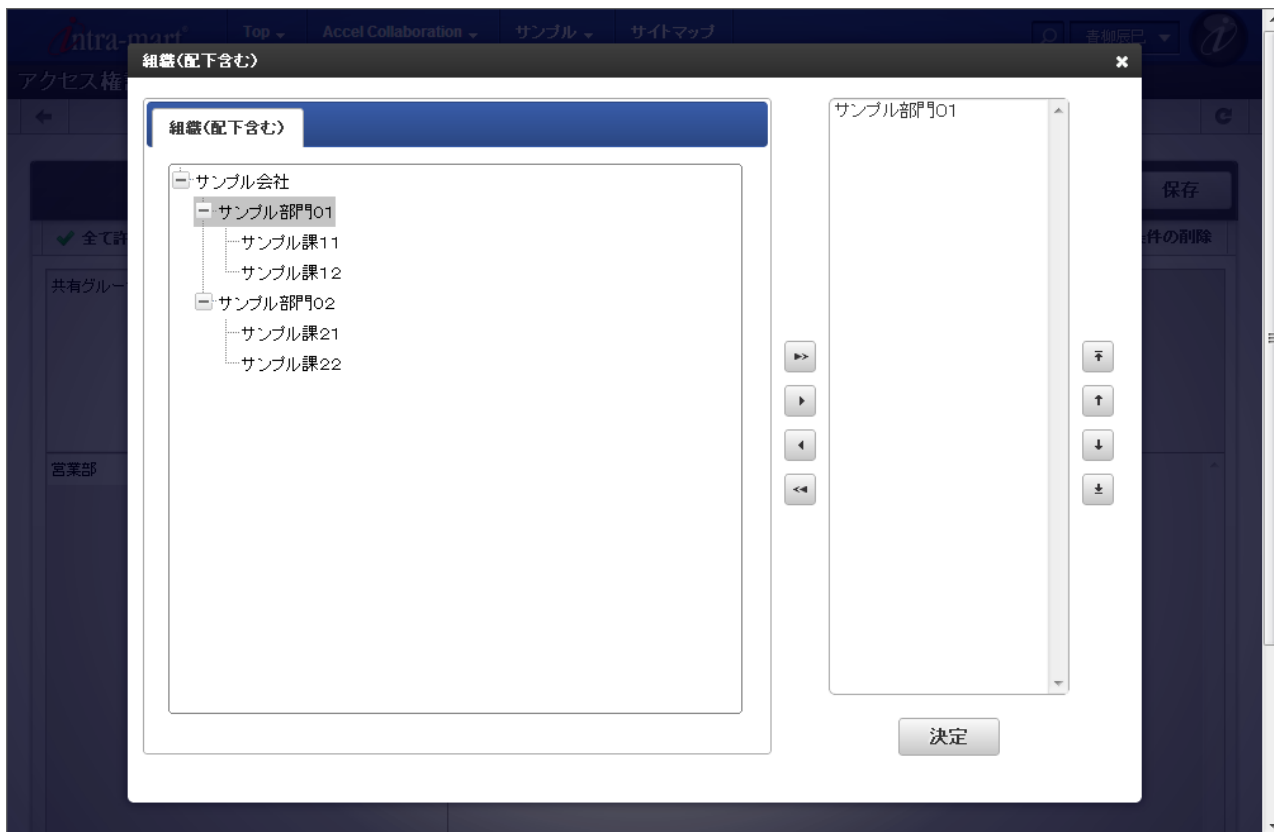 intra-mart Top Accel Collaboration サンプル サイトマップ 青柳辰巳
組織(配下含む)
アクセス権
組織(配下含む)
サンプル部門01
サンプル会社
保存
サンプル部門01
全て許
サンプル課11
件の削除
サンプル課12
共有グルー
サンプル部門02
サンプル課21
サンプル課22
営業部
決定